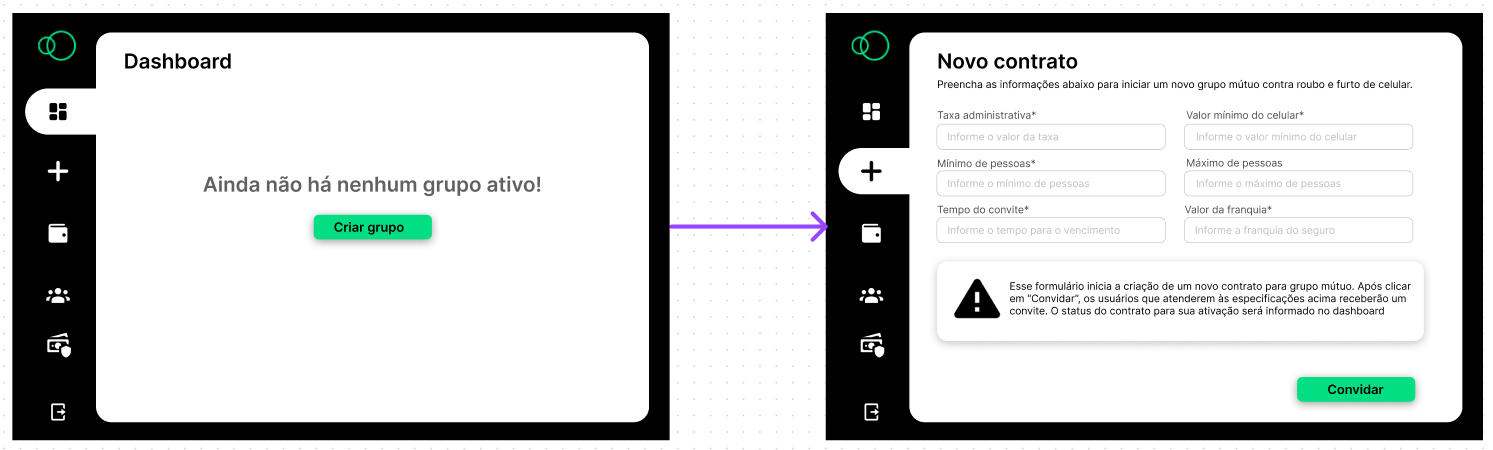 Dashboard
Ainda não há nenhum grupo ativo!
Criar grupo
Novo contrato
Preencha as informações abaixo para iniciar um novo grupo mútuo contra roubo e furto de celular.
Taxa administrativa*
Valor mínimo do celular*
Informe o valor da taxa
Informe o valor mínimo do celular
Mínimo de pessoas*
Máximo de pessoas
Informe o mínimo de pessoas
Informe o máximo de pessoas
Tempo do convite*
Valor da franquia*
Informe o tempo para o vencimento
Informe a franquia do seguro
Esse formulário inicia a criação de um novo contrato para grupo mútuo. Após clicar
em “Convidar”, os usuários que atenderem às especificações acima receberão um
convite. O status do contrato para sua ativação será informado no dashboard
Convidar